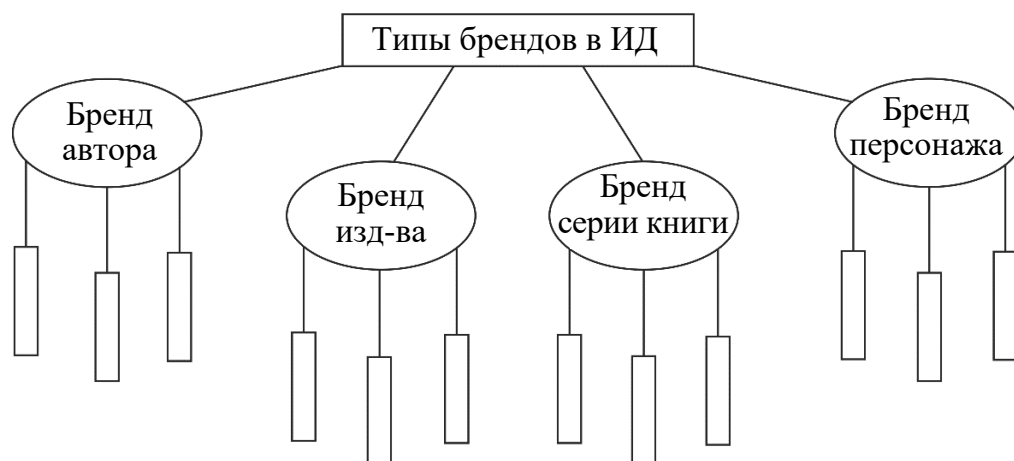 Типы брендов в ИД
Бренд
автора
Бренд
изд-ва
Бренд
серии книги
Бренд
персонажа